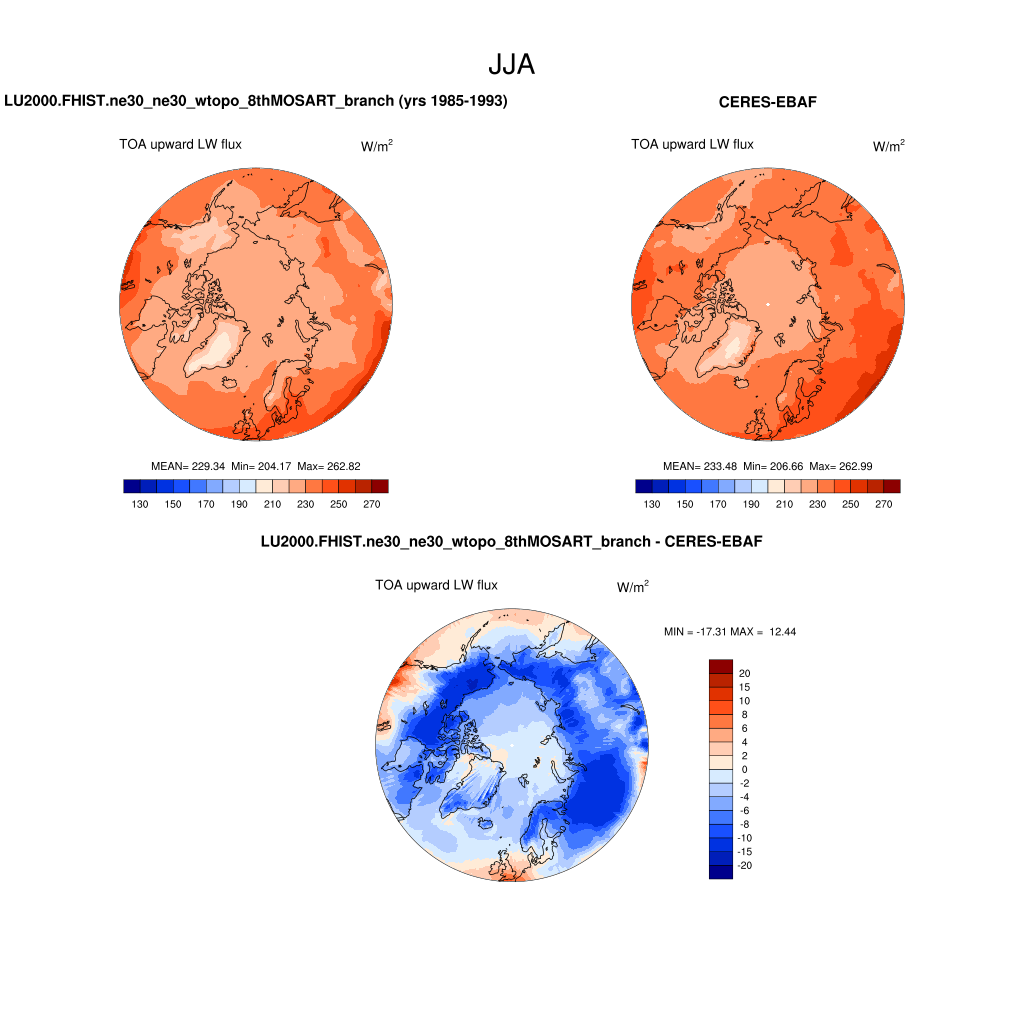 JJA
LU2000.FHIST.ne30_ne30_wtopo_8thMOSART_branch (yrs 1985-1993)
CERES-EBAF
TOA upward LW flux W/m2
TOA upward LW flux W/m2
MEAN= 229.34 Min= 204.17 Max= 262.82
MEAN= 233.48 Min= 206.66 Max= 262.99
130 150 170 190 210 230 250 270
130 150 170 190 210 230 250 270
LU2000.FHIST.ne30_ne30_wtopo_8thMOSART_branch - CERES-EBAF
TOA upward LW flux W/m2
MIN = -17.31 MAX = 12.44
20
15
10
8
6
4
2
0
-2
-4
-6
-8
-10
-15
-20